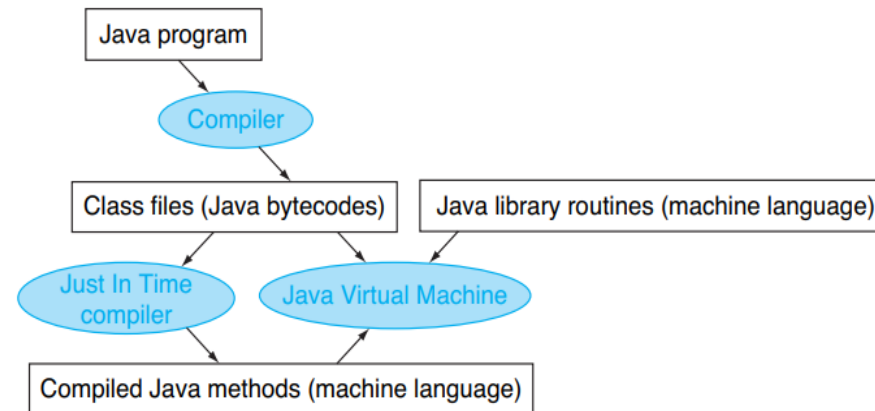 Java program
Compiler
Class files (Java bytecodes)
Java library routines (machine language)
Just In Time
compiler
Java Virtual Machine
Compiled Java methods (machine language)